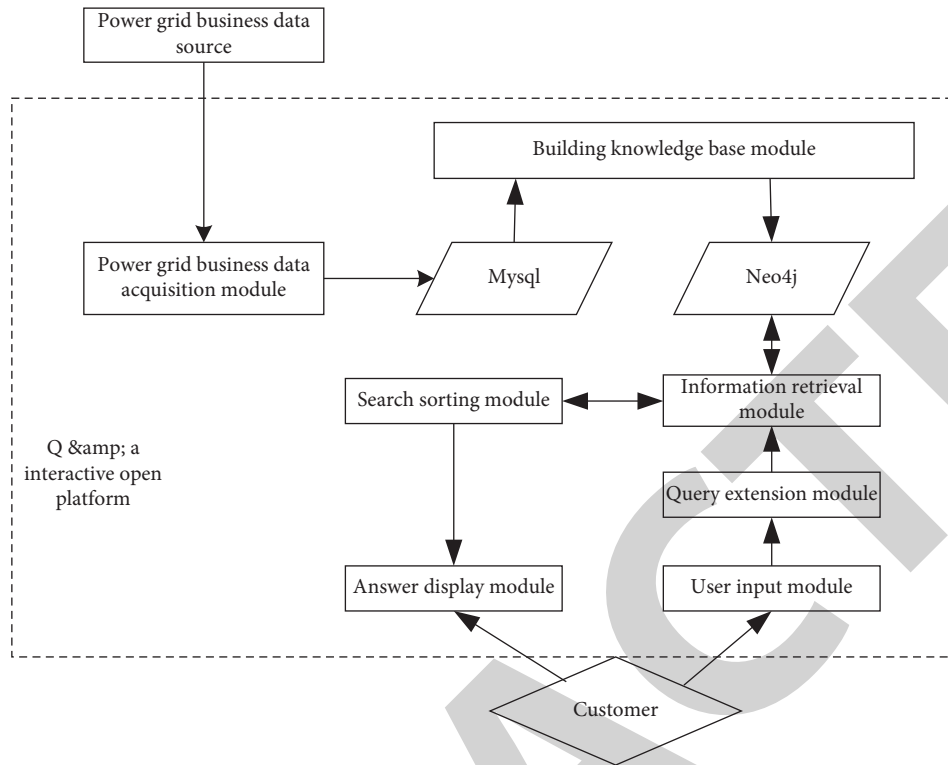 Power grid business data
source
Building knowledge base module
Power grid business data
acquisition module
Mysql
Neo4j
Search sorting module
Information retrieval
module
Q &amp;amp; a
interactive open
platform
Query extension module
Answer display module
User input module
Customer